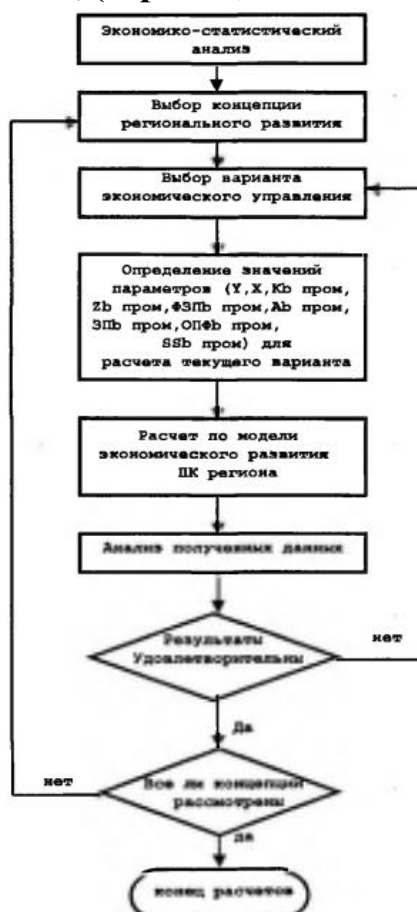 Экономико-статистический
анализ
Выбор концепции
регионального развития
Выбор варианта
экономического управления
Определение значений
параметров (Y,X,Kb пром,
Zb пром,ФЗПb пром,Ab пром,
ЗПb пром,ОПФb пром,
SSb пром) для
расчета текущего варианта
Расчет по модели
экономического развития
ПК региона
Анализ полученных данных
Результаты
Удовлетворительны
нет
Да
нет
Все ли концепции
рассмотрены
да
конец расчетов